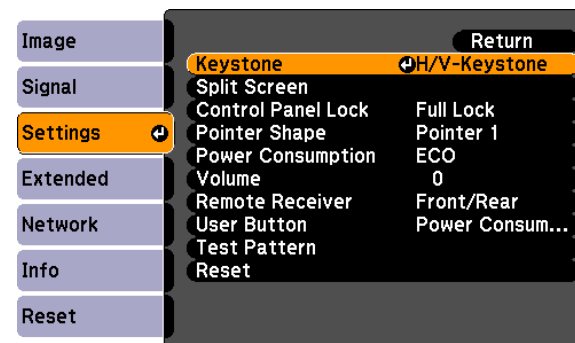 Image
Signal
Settings
Extended
Network
Info
Reset
Return
Keystone H/V-Keystone
Split Screen
Control Panel Lock Full Lock
Pointer Shape Pointer 1
Power Consumption ECO
Volume 0
Remote Receiver Front/Rear
User Button Power Consum...
Test Pattern
Reset